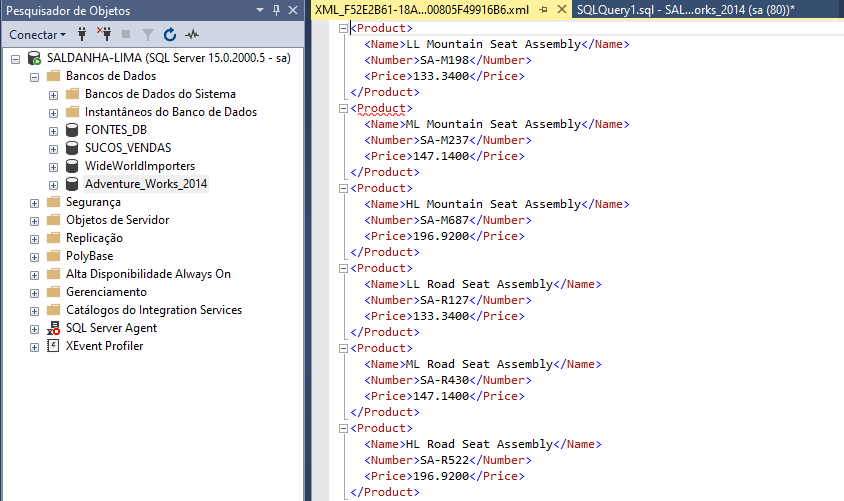 Pesquisador de Objetos
Conectar
SALDANHA-LIMA (SQL Server 15.0.2000.5 - sa)
Bancos de Dados
Bancos de Dados do Sistema
Instantâneos do Banco de Dados
FONTES_DB
SUCOS_VENDAS
WideWorldImporters
Adventure_Works_2014
Segurança
Objetos de Servidor
Replicação
PolyBase
Alta Disponibilidade Always On
Gerenciamento
Catálogos do Integration Services
SQL Server Agent
XEvent Profiler
XML_F52E2B61-18A...00805F49916B6.xml
SQLQuery1.sql - SAL...orks_2014 (sa (80))*
<Product>
<Name>LL Mountain Seat Assembly</Name>
<Number>SA-M198</Number>
<Price>133.3400</Price>
</Product>
<Product>
<Name>ML Mountain Seat Assembly</Name>
<Number>SA-M237</Number>
<Price>147.1400</Price>
</Product>
<Product>
<Name>HL Mountain Seat Assembly</Name>
<Number>SA-M687</Number>
<Price>196.9200</Price>
</Product>
<Product>
<Name>LL Road Seat Assembly</Name>
<Number>SA-R127</Number>
<Price>133.3400</Price>
</Product>
<Product>
<Name>ML Road Seat Assembly</Name>
<Number>SA-R430</Number>
<Price>147.1400</Price>
</Product>
<Product>
<Name>HL Road Seat Assembly</Name>
<Number>SA-R522</Number>
<Price>196.9200</Price>
</Product>